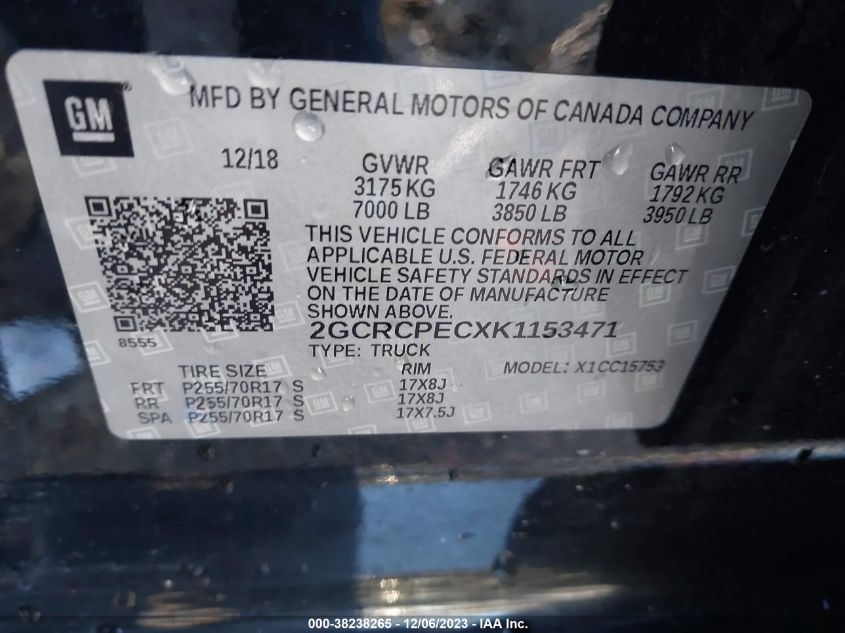 GM
MFD BY GENERAL MOTORS OF CANADA COMPANY
12/18 GVWR GAWR FRT GAWR RR
3175 KG 1746 KG 1792 KG
7000 LB 3850 LB 3950 LB
THIS VEHICLE CONFORMS TO ALL
APPLICABLE U.S. FEDERAL MOTOR
VEHICLE SAFETY STANDARDS IN EFFECT
ON THE DATE OF MANUFACTURE
SHOWN ABOVE.
8555
2GCRCPECXK1153471
TYPE: TRUCK
MODEL: X1CC15753
TIRE SIZE RIM
FRT P255/70R17 S 17X8J
RR P255/70R17 S 17X8J
SPA P255/70R17 S 17X7.5J
000-38238265 - 12/06/2023 - IAA Inc.